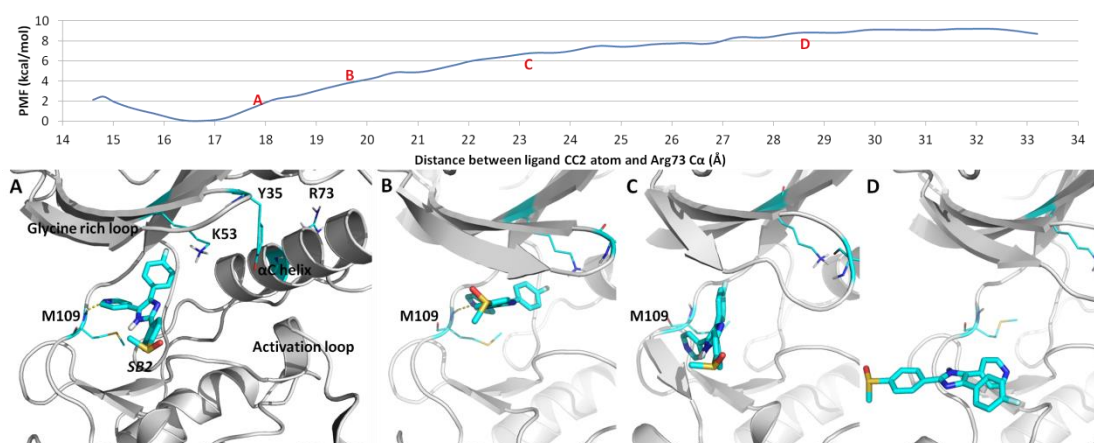 10
8
6
4
2
0
PMF (kcal/mol)
A
B
C
D
14 15 16 17 18 19 20 21 22 23 24 25 26 27 28 29 30 31 32 33 34
Distance between ligand CC2 atom and Arg73 Cα (Å)
A
Glycine rich loop
Y35
R73
K53
αC helix
M109
SB2
Activation loop
B
M109
C
M109
D